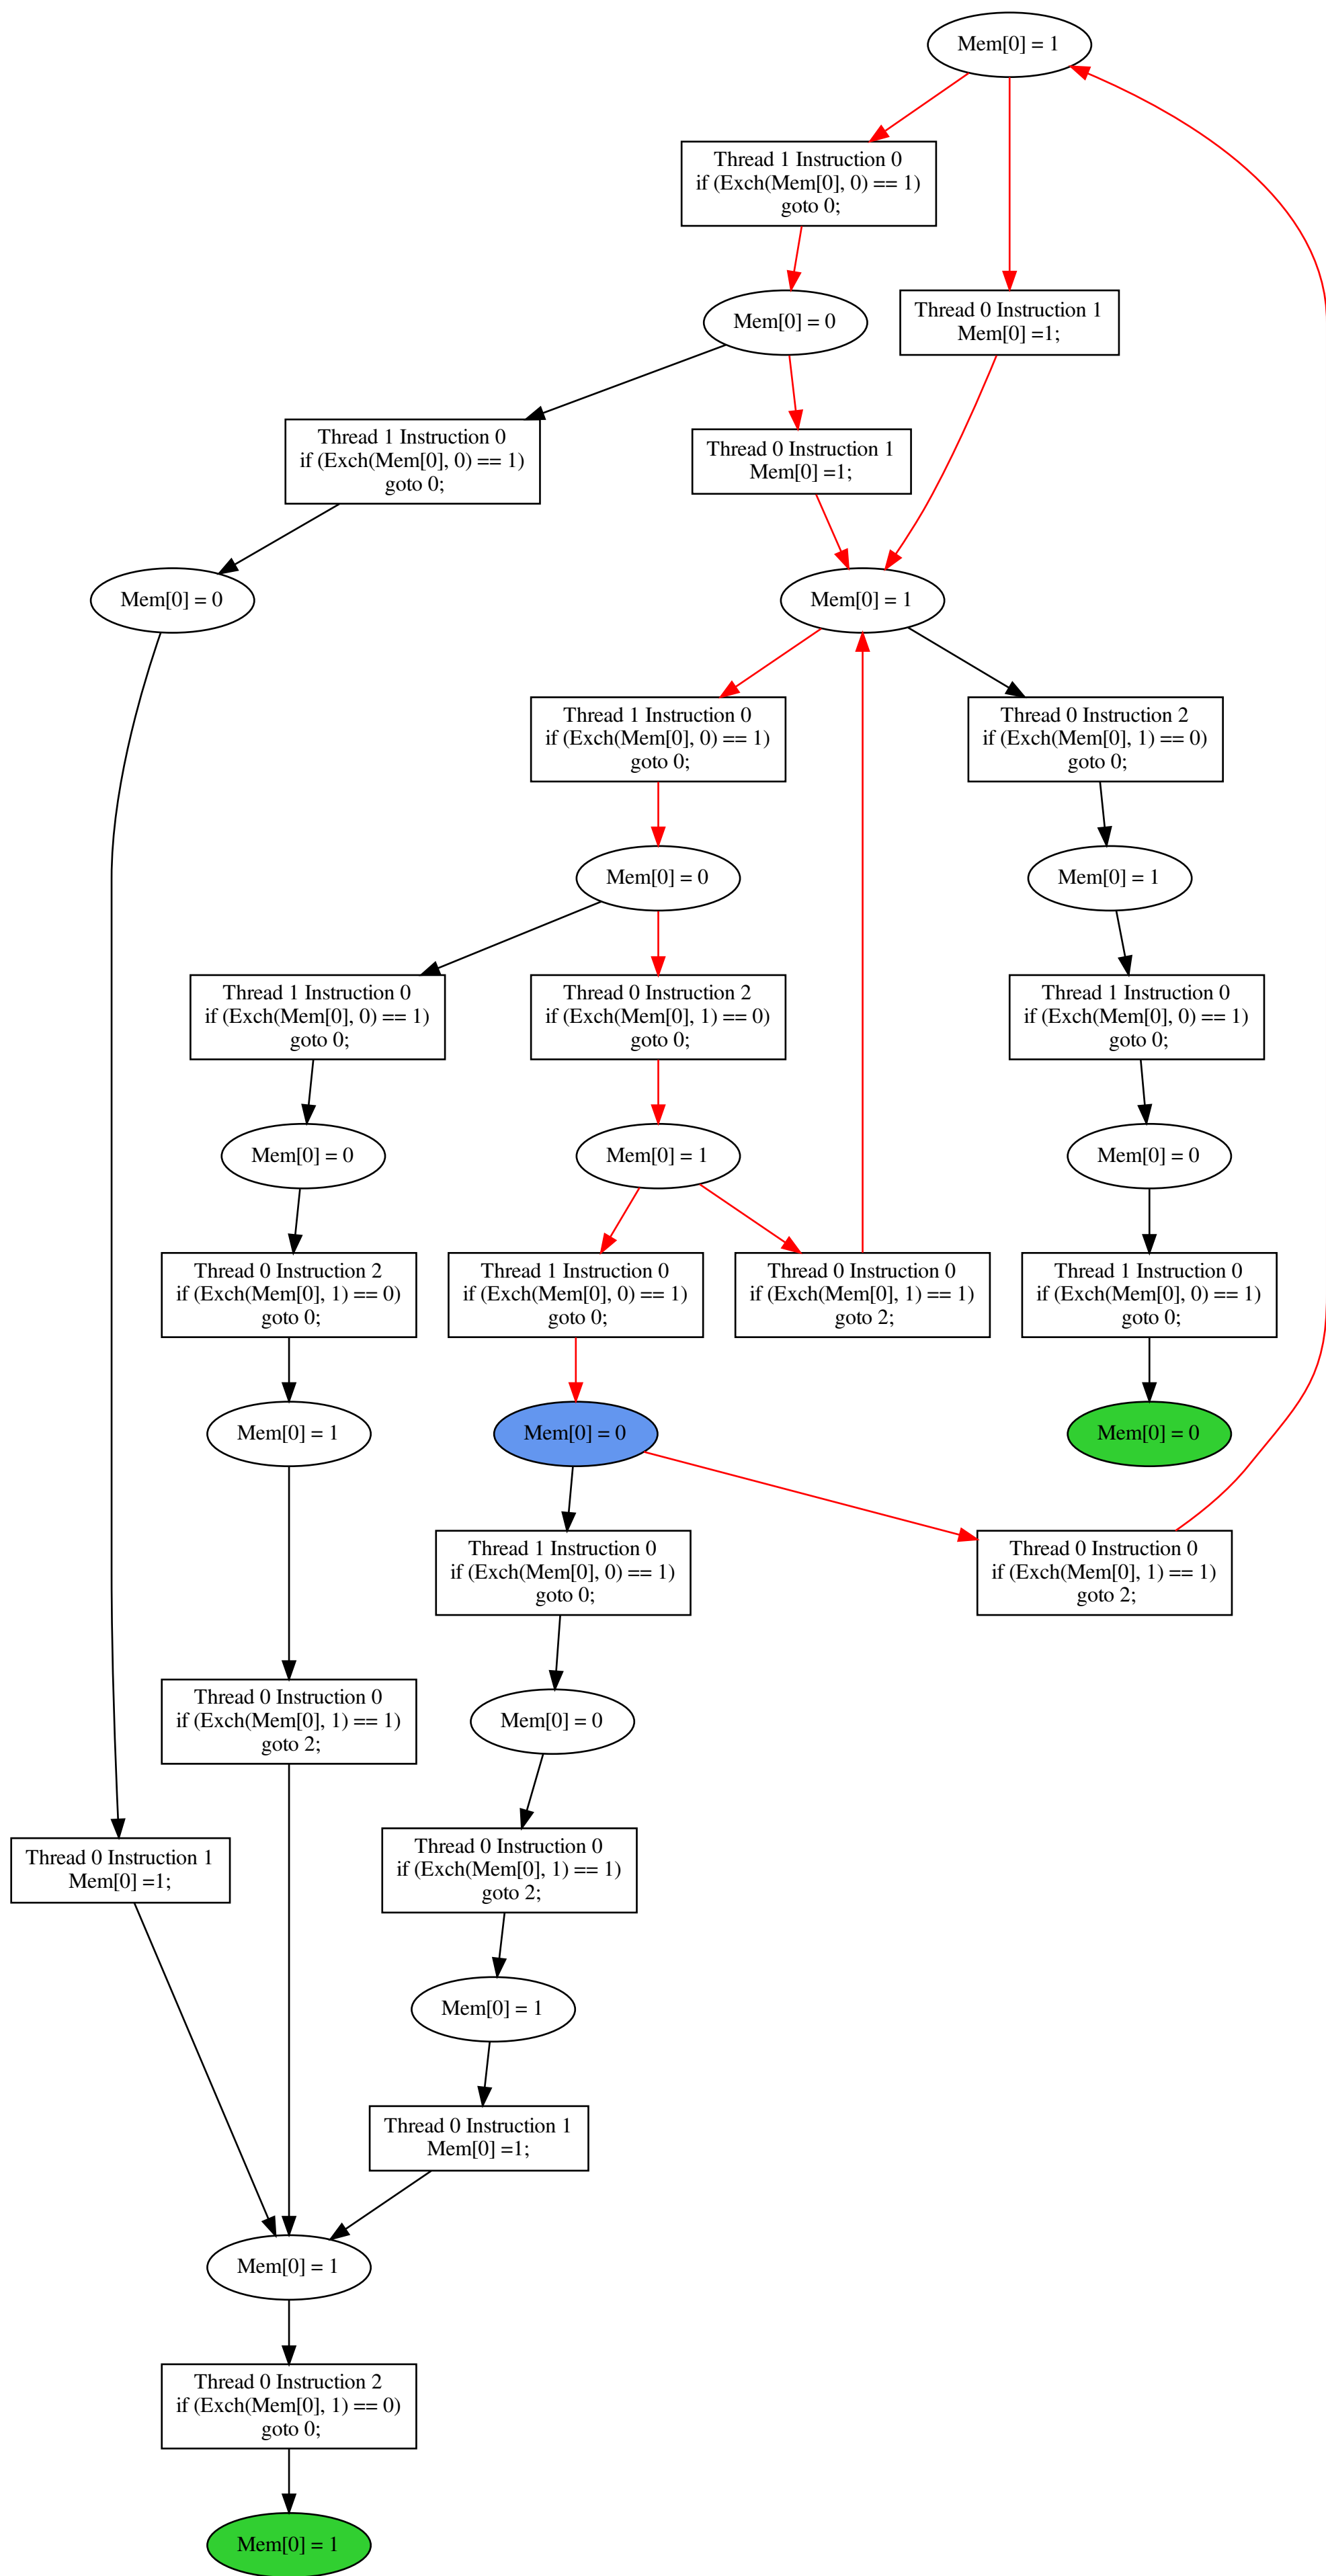 Mem[0] = 1
Thread 1 Instruction 0
if (Exch(Mem[0], 0) == 1)
goto 0;
Mem[0] = 0
Thread 0 Instruction 1
Mem[0] =1;
Thread 1 Instruction 0
if (Exch(Mem[0], 0) == 1)
goto 0;
Thread 0 Instruction 1
Mem[0] =1;
Mem[0] = 0
Mem[0] = 1
Thread 1 Instruction 0
if (Exch(Mem[0], 0) == 1)
goto 0;
Thread 0 Instruction 2
if (Exch(Mem[0], 1) == 0)
goto 0;
Mem[0] = 0
Mem[0] = 1
Thread 1 Instruction 0
if (Exch(Mem[0], 0) == 1)
goto 0;
Thread 0 Instruction 2
if (Exch(Mem[0], 1) == 0)
goto 0;
Thread 1 Instruction 0
if (Exch(Mem[0], 0) == 1)
goto 0;
Mem[0] = 0
Mem[0] = 1
Mem[0] = 0
Thread 0 Instruction 2
if (Exch(Mem[0], 1) == 0)
goto 0;
Thread 1 Instruction 0
if (Exch(Mem[0], 0) == 1)
goto 0;
Thread 0 Instruction 0
if (Exch(Mem[0], 1) == 1)
goto 2;
Thread 1 Instruction 0
if (Exch(Mem[0], 0) == 1)
goto 0;
Mem[0] = 1
Mem[0] = 0
Mem[0] = 0
Thread 1 Instruction 0
if (Exch(Mem[0], 0) == 1)
goto 0;
Thread 0 Instruction 0
if (Exch(Mem[0], 1) == 1)
goto 2;
Thread 0 Instruction 0
if (Exch(Mem[0], 1) == 1)
goto 2;
Mem[0] = 0
Thread 0 Instruction 1
Mem[0] =1;
Thread 0 Instruction 0
if (Exch(Mem[0], 1) == 1)
goto 2;
Mem[0] = 1
Thread 0 Instruction 1
Mem[0] =1;
Mem[0] = 1
Thread 0 Instruction 2
if (Exch(Mem[0], 1) == 0)
goto 0;
Mem[0] = 1